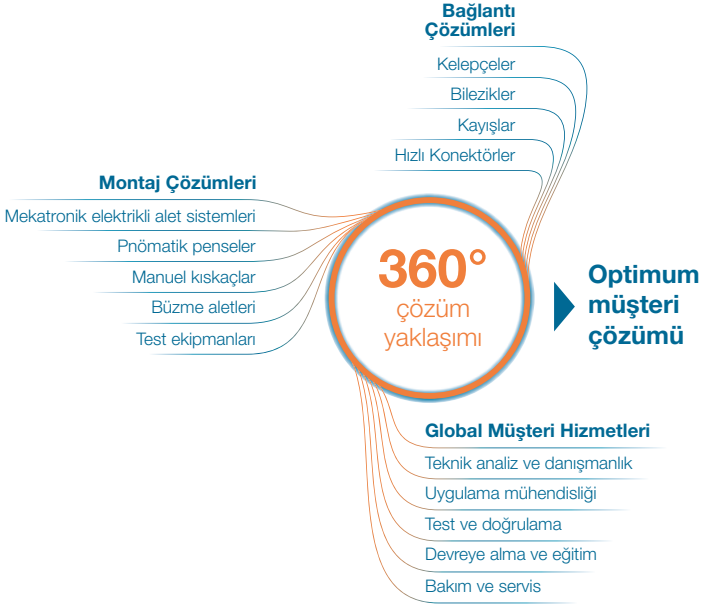 Bağlantı
Çözümleri
Kelepçeler
Bilezikler
Kayışlar
Hızlı Konektörler
Montaj Çözümleri
Mekatronik elektrikli alet sistemleri
Pnömatik penseler
Manuel kıskaçlar
Büzme aletleri
Test ekipmanları
360°
çözüm
yaklaşımı
Optimum
müşteri
çözümü
Global Müşteri Hizmetleri
Teknik analiz ve danışmanlık
Uygulama mühendisliği
Test ve doğrulama
Devreye alma ve eğitim
Bakım ve servis